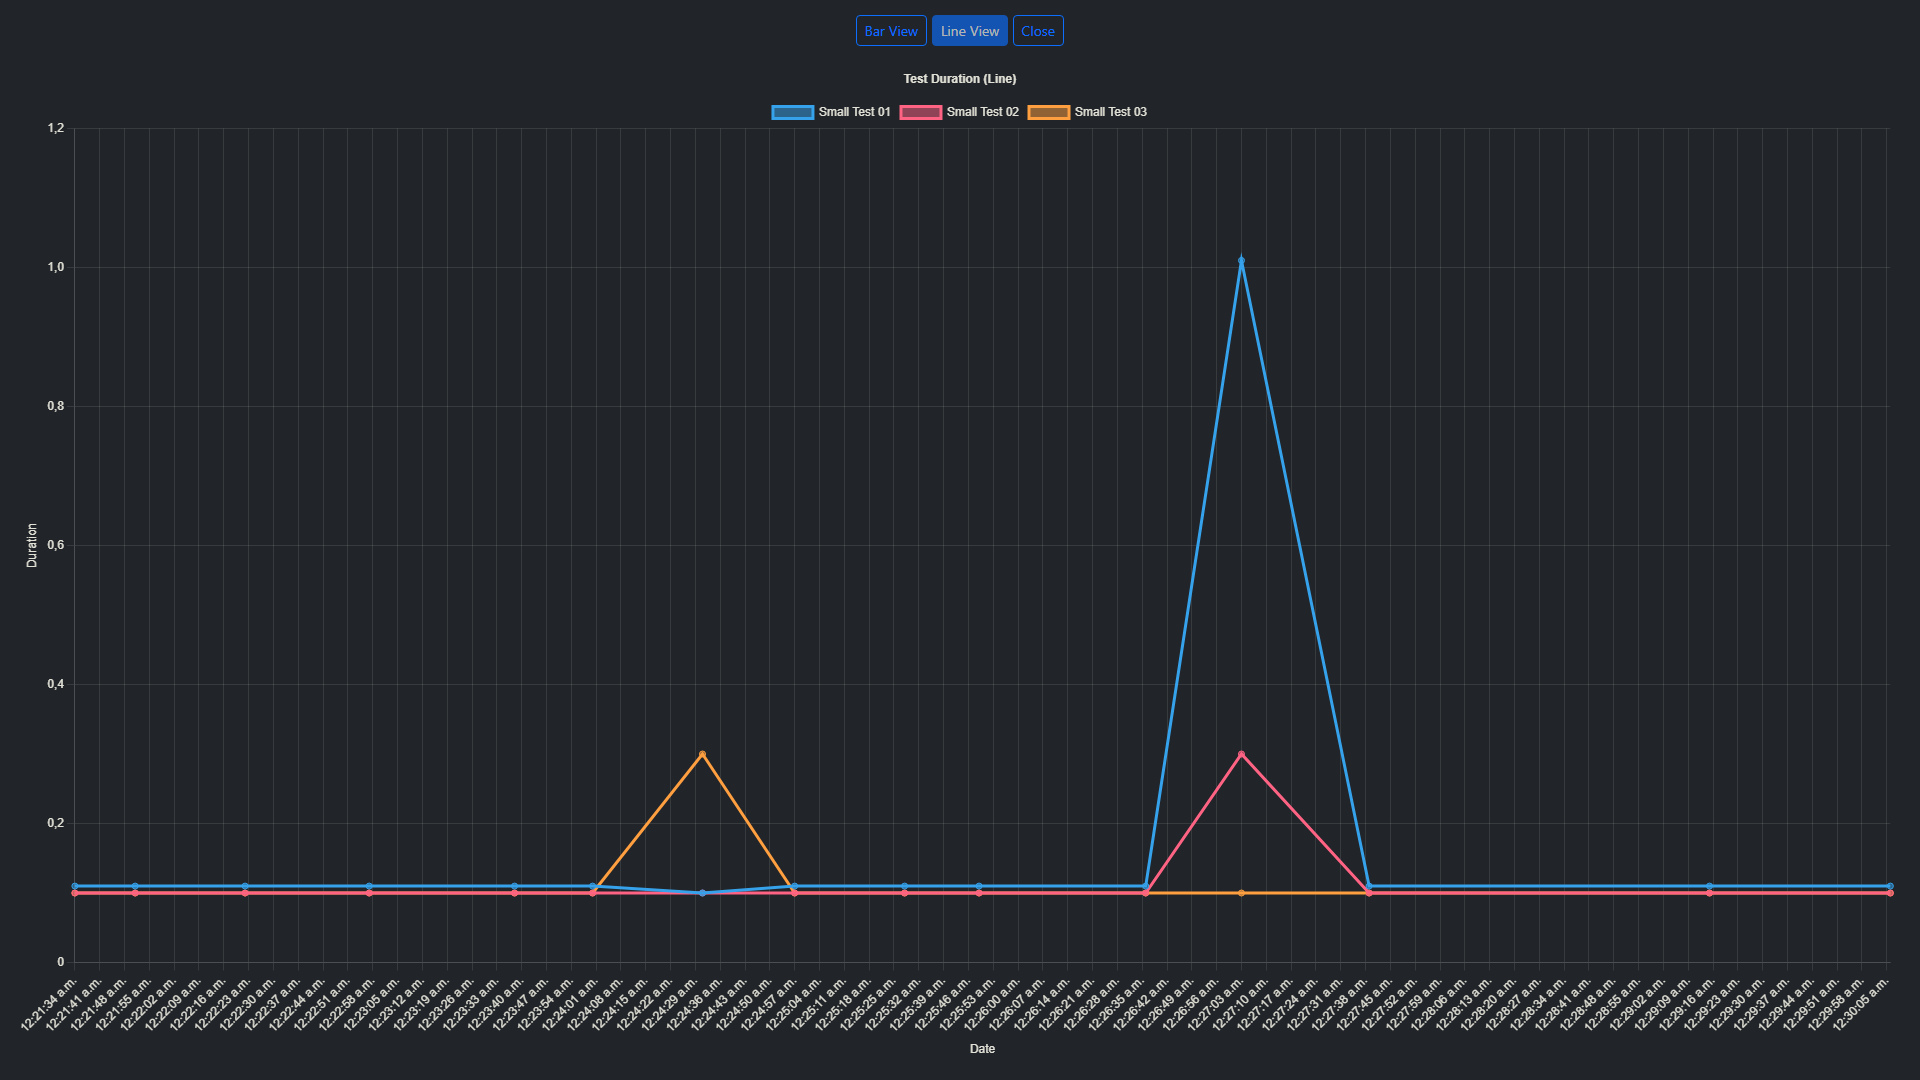 Bar View Line View Close
Test Duration (Line)
Small Test 01 Small Test 02 Small Test 03
1,2
1,0
0,8
0,6
0,4
0,2
0
Duration
12:21:34 a.m. 12:21:41 a.m. 12:21:48 a.m. 12:21:55 a.m. 12:22:02 a.m. 12:22:09 a.m. 12:22:16 a.m. 12:22:23 a.m. 12:22:30 a.m. 12:22:37 a.m. 12:22:44 a.m. 12:22:51 a.m. 12:22:58 a.m. 12:23:05 a.m. 12:23:12 a.m. 12:23:19 a.m. 12:23:26 a.m. 12:23:33 a.m. 12:23:40 a.m. 12:23:47 a.m. 12:23:54 a.m. 12:24:01 a.m. 12:24:08 a.m. 12:24:15 a.m. 12:24:22 a.m. 12:24:29 a.m. 12:24:36 a.m. 12:24:43 a.m. 12:24:50 a.m. 12:24:57 a.m. 12:25:04 a.m. 12:25:11 a.m. 12:25:18 a.m. 12:25:25 a.m. 12:25:32 a.m. 12:25:39 a.m. 12:25:46 a.m. 12:25:53 a.m. 12:26:00 a.m. 12:26:07 a.m. 12:26:14 a.m. 12:26:21 a.m. 12:26:28 a.m. 12:26:35 a.m. 12:26:42 a.m. 12:26:49 a.m. 12:26:56 a.m. 12:27:03 a.m. 12:27:10 a.m. 12:27:17 a.m. 12:27:24 a.m. 12:27:31 a.m. 12:27:38 a.m. 12:27:45 a.m. 12:27:52 a.m. 12:27:59 a.m. 12:28:06 a.m. 12:28:13 a.m. 12:28:20 a.m. 12:28:27 a.m. 12:28:34 a.m. 12:28:41 a.m. 12:28:48 a.m. 12:28:55 a.m. 12:29:02 a.m. 12:29:09 a.m. 12:29:16 a.m. 12:29:23 a.m. 12:29:30 a.m. 12:29:37 a.m. 12:29:44 a.m. 12:29:51 a.m. 12:29:58 a.m. 12:30:05 a.m.
Date